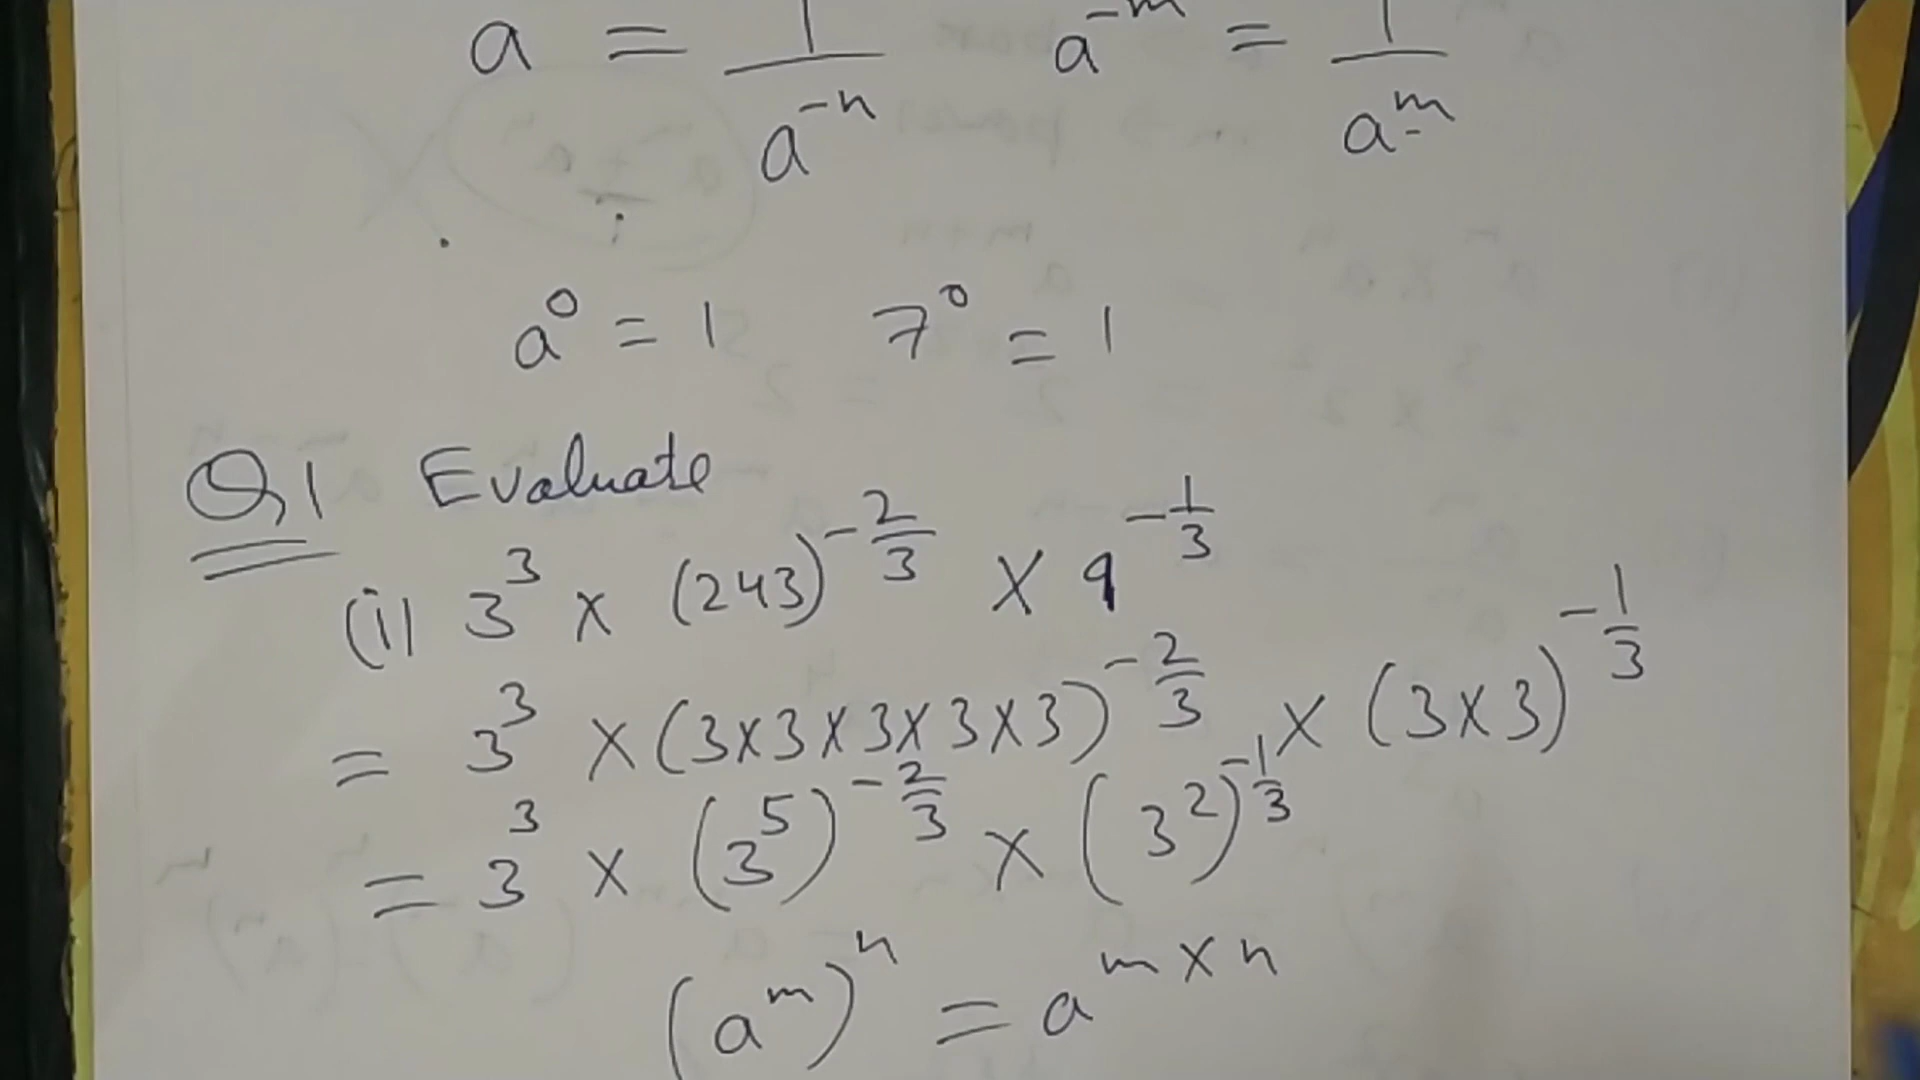 a = 1/a^-n a^-m = 1/a^m
a^0 = 1 7^0 = 1
Q.1 Evaluate
(i) 3^3 × (243)^-2/3 × 9^-1/3
= 3^3 × (3×3×3×3×3)^-2/3 × (3×3)^-1/3
= 3^3 × (3^5)^-2/3 × (3^2)^-1/3
(a^m)^n = a^m×n